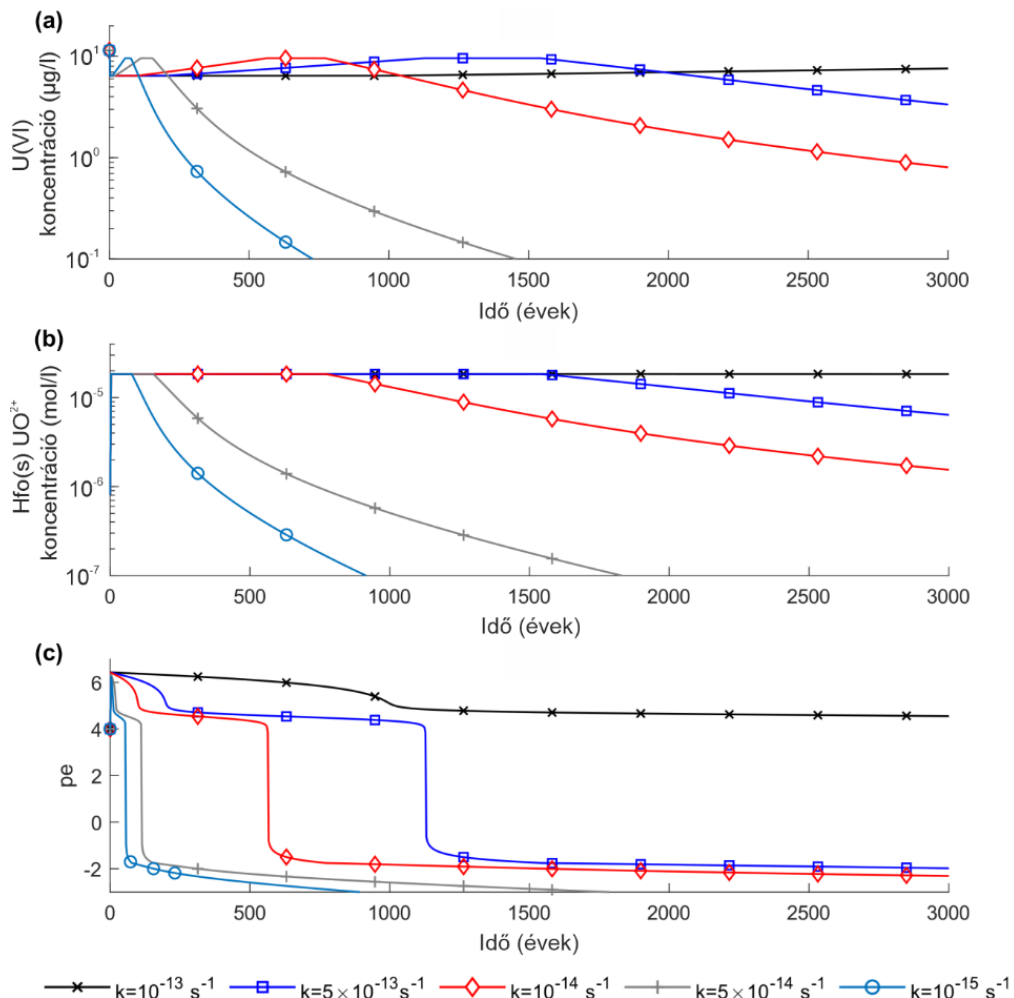 (a)
U(VI)
koncentráció (µg/l)
10¹
10⁰
10⁻¹
0 500 1000 1500 2000 2500 3000
Idő (évek)
(b)
Hfo(s) UO²⁺
koncentráció (mol/l)
10⁻⁵
10⁻⁶
10⁻⁷
0 500 1000 1500 2000 2500 3000
Idő (évek)
(c)
pe
6
4
2
0
-2
0 500 1000 1500 2000 2500 3000
Idő (évek)
k=10⁻¹³ s⁻¹ k=5×10⁻¹³s⁻¹ k=10⁻¹⁴ s⁻¹ k=5×10⁻¹⁴ s⁻¹ k=10⁻¹⁵ s⁻¹